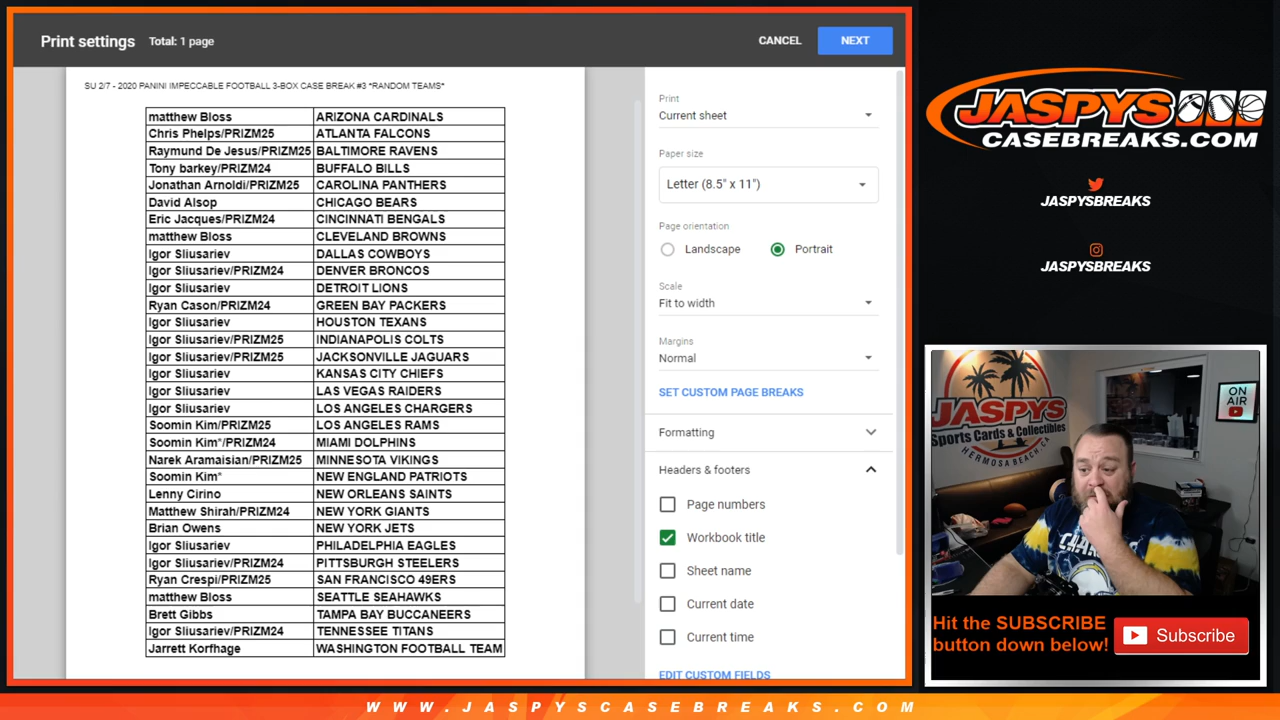 Print settings Total: 1 page CANCEL NEXT
SU 2/7 - 2020 PANINI IMPECCABLE FOOTBALL 3-BOX CASE BREAK #3 *RANDOM TEAMS*
matthew Bloss ARIZONA CARDINALS
Chris Phelps/PRIZM25 ATLANTA FALCONS
Raymund De Jesus/PRIZM25 BALTIMORE RAVENS
Tony barkey/PRIZM24 BUFFALO BILLS
Jonathan Arnoldi/PRIZM25 CAROLINA PANTHERS
David Alsop CHICAGO BEARS
Eric Jacques/PRIZM24 CINCINNATI BENGALS
matthew Bloss CLEVELAND BROWNS
Igor Sliusariev DALLAS COWBOYS
Igor Sliusariev/PRIZM24 DENVER BRONCOS
Igor Sliusariev DETROIT LIONS
Ryan Cason/PRIZM24 GREEN BAY PACKERS
Igor Sliusariev HOUSTON TEXANS
Igor Sliusariev/PRIZM25 INDIANAPOLIS COLTS
Igor Sliusariev/PRIZM25 JACKSONVILLE JAGUARS
Igor Sliusariev KANSAS CITY CHIEFS
Igor Sliusariev LAS VEGAS RAIDERS
Igor Sliusariev LOS ANGELES CHARGERS
Soomin Kim/PRIZM25 LOS ANGELES RAMS
Soomin Kim*/PRIZM24 MIAMI DOLPHINS
Narek Aramaisian/PRIZM25 MINNESOTA VIKINGS
Soomin Kim* NEW ENGLAND PATRIOTS
Lenny Cirino NEW ORLEANS SAINTS
Matthew Shirah/PRIZM24 NEW YORK GIANTS
Brian Owens NEW YORK JETS
Igor Sliusariev PHILADELPHIA EAGLES
Igor Sliusariev/PRIZM24 PITTSBURGH STEELERS
Ryan Crespi/PRIZM25 SAN FRANCISCO 49ERS
matthew Bloss SEATTLE SEAHAWKS
Brett Gibbs TAMPA BAY BUCCANEERS
Igor Sliusariev/PRIZM24 TENNESSEE TITANS
Jarrett Korfhage WASHINGTON FOOTBALL TEAM
Print
Current sheet
Paper size
Letter (8.5" x 11")
Page orientation
Landscape Portrait
Scale
Fit to width
Margins
Normal
SET CUSTOM PAGE BREAKS
Formatting
Headers & footers
Page numbers
Workbook title
Sheet name
Current date
Current time
EDIT CUSTOM FIELDS
JASPYS
CASEBREAKS.COM
JASPYSBREAKS
JASPYSBREAKS
JASPYS
Sports Cards & Collectibles
HERMOSA BEACH, CA
ON
AIR
Hit the SUBSCRIBE
button down below!
Subscribe
WWW.JASPYSCASEBREAKS.COM